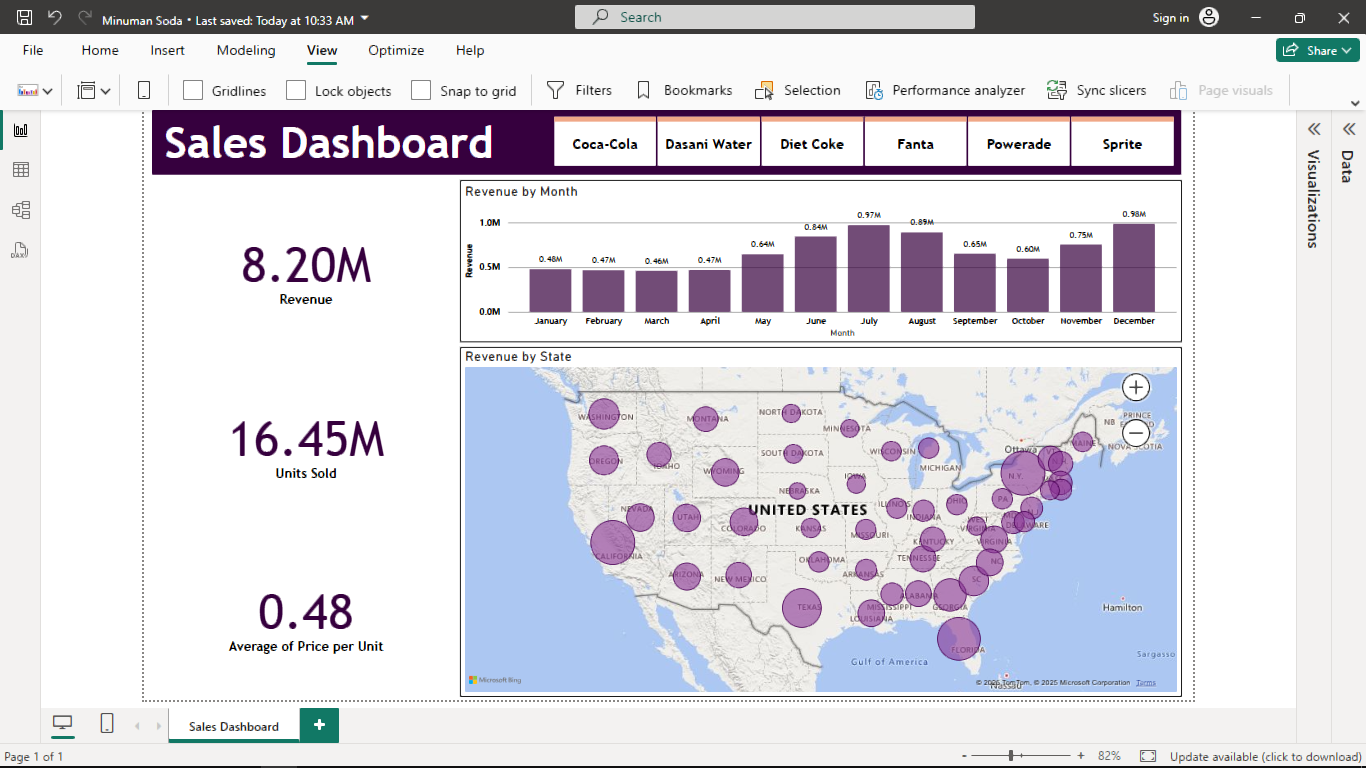 Minuman Soda • Last saved: Today at 10:33 AM
Search
Sign in
File Home Insert Modeling View Optimize Help
Share
Gridlines Lock objects Snap to grid Filters Bookmarks Selection Performance analyzer Sync slicers Page visuals
Sales Dashboard
Coca-Cola Dasani Water Diet Coke Fanta Powerade Sprite
Visualizations
Data
8.20M
Revenue
16.45M
Units Sold
0.48
Average of Price per Unit
Revenue by Month
Revenue
1.0M
0.5M
0.0M
0.48M 0.47M 0.46M 0.47M 0.64M 0.84M 0.97M 0.89M 0.65M 0.60M 0.75M 0.98M
January February March April May June July August September October November December
Month
Revenue by State
WASHINGTON
MONTANA
NORTH DAKOTA
MINNESOTA
OREGON
IDAHO
WYOMING
SOUTH DAKOTA
WISCONSIN
MICHIGAN
Ottawa
MAINE
NB
PRINCE
NOVA SCOTIA
N.Y.
IOWA
NEBRASKA
NEVADA
UTAH
COLORADO
UNITED STATES
KANSAS
MISSOURI
ILLINOIS
INDIANA
OHIO
PA
WEST
VIRGINIA
DELAWARE
VIRGINIA
KENTUCKY
CALIFORNIA
ARIZONA
NEW MEXICO
OKLAHOMA
ARKANSAS
TENNESSEE
NC
SC
TEXAS
LOUISIANA
MISSISSIPPI
ALABAMA
GEORGIA
FLORIDA
Hamilton
Gulf of America
Sargasso
Nassau
Microsoft Bing
© 2025 TomTom, © 2025 Microsoft Corporation Terms
Sales Dashboard
Page 1 of 1
82%
Update available (click to download)